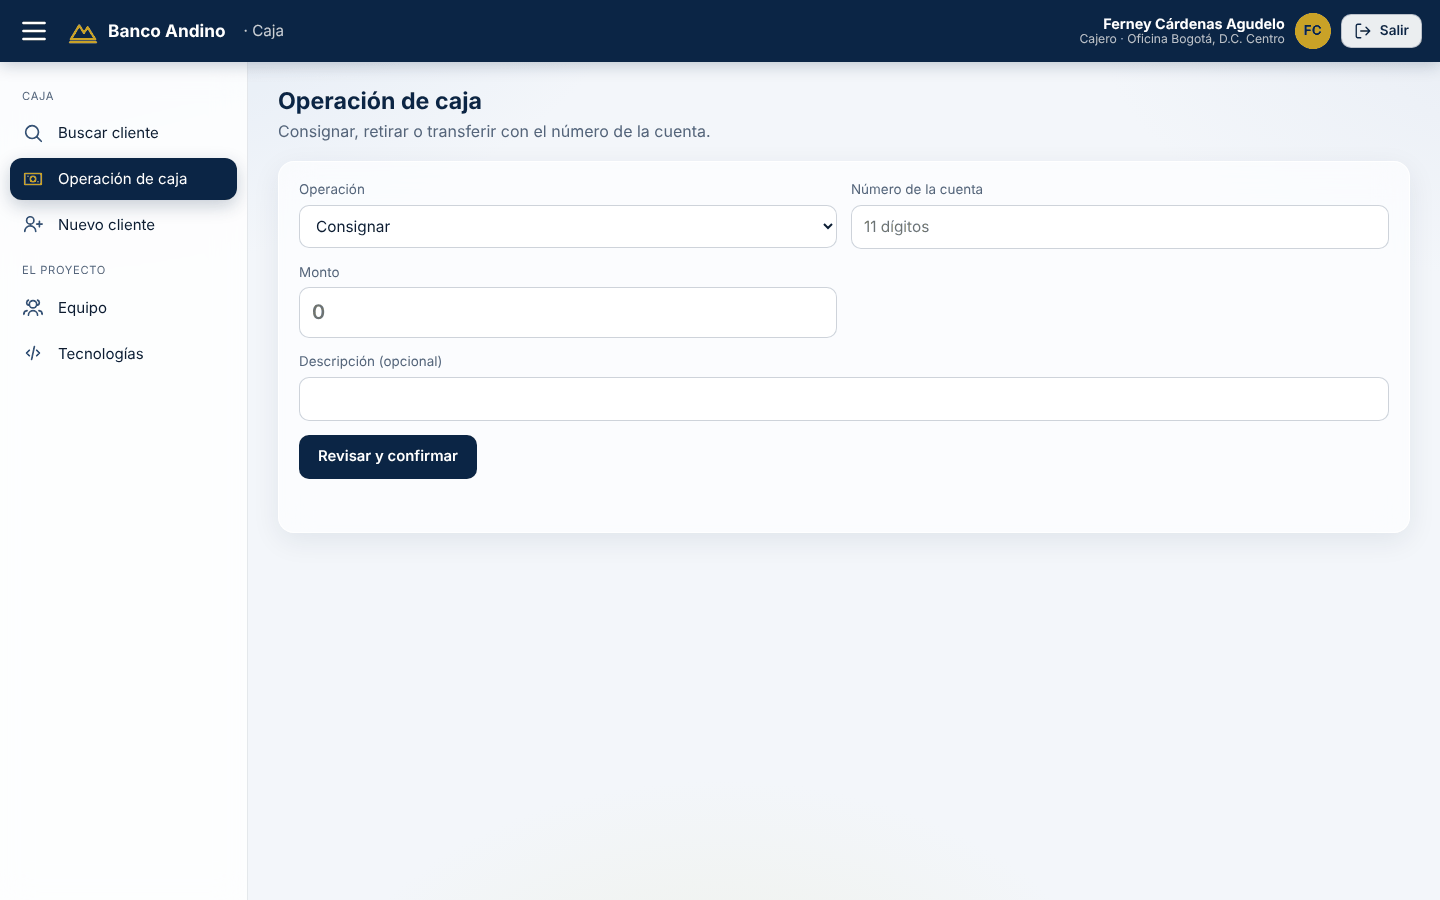 Banco Andino · Caja
Ferney Cárdenas Agudelo
Cajero · Oficina Bogotá, D.C. Centro
FC
Salir
CAJA
Buscar cliente
Operación de caja
Nuevo cliente
EL PROYECTO
Equipo
Tecnologías
Operación de caja
Consignar, retirar o transferir con el número de la cuenta.
Operación
Consignar
Número de la cuenta
11 dígitos
Monto
0
Descripción (opcional)
Revisar y confirmar